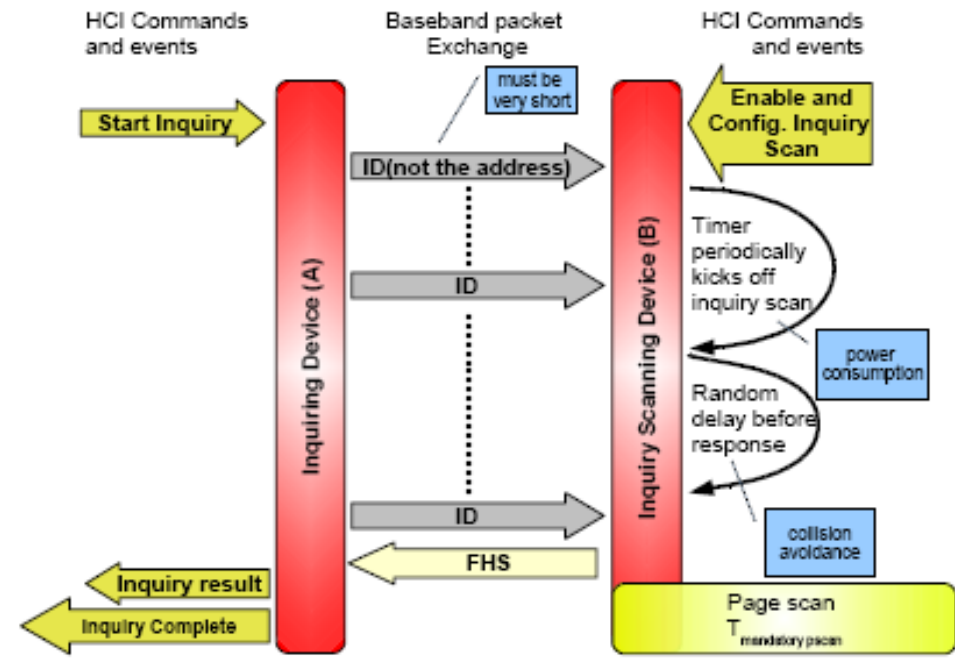 HCI Commands
and events
Baseband packet
Exchange
HCI Commands
and events
must be
very short
Start Inquiry
Enable and
Config. Inquiry
Scan
ID(not the address)
Inquiring Device (A)
Inquiry Scanning Device (B)
Timer
periodically
kicks off
inquiry scan
ID
power
consumption
Random
delay before
response
ID
collision
avoidance
FHS
Inquiry result
Inquiry Complete
Page scan
T mandatory pscan